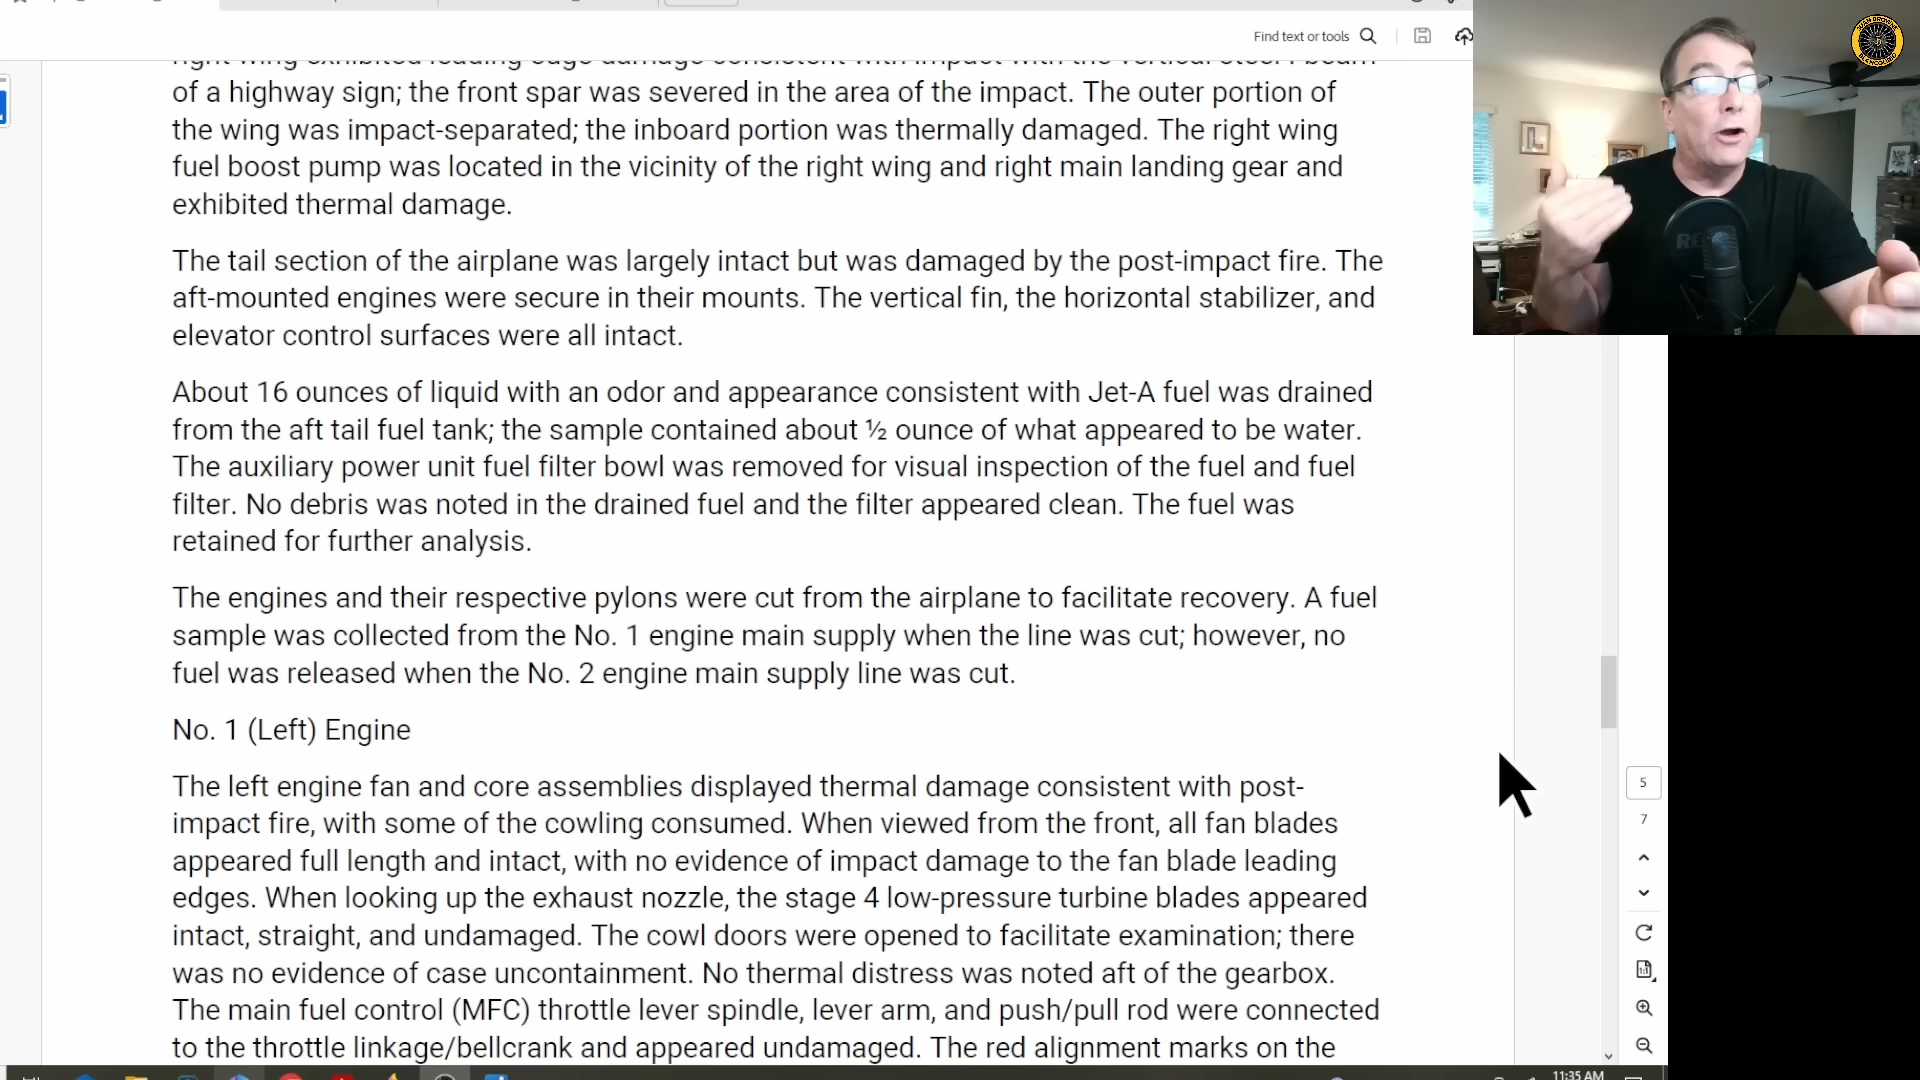 Find text or tools
right wing exhibited leading edge damage consistent with impact with the vertical steel I-beam
of a highway sign; the front spar was severed in the area of the impact. The outer portion of
the wing was impact-separated; the inboard portion was thermally damaged. The right wing
fuel boost pump was located in the vicinity of the right wing and right main landing gear and
exhibited thermal damage.
The tail section of the airplane was largely intact but was damaged by the post-impact fire. The
aft-mounted engines were secure in their mounts. The vertical fin, the horizontal stabilizer, and
elevator control surfaces were all intact.
About 16 ounces of liquid with an odor and appearance consistent with Jet-A fuel was drained
from the aft tail fuel tank; the sample contained about ½ ounce of what appeared to be water.
The auxiliary power unit fuel filter bowl was removed for visual inspection of the fuel and fuel
filter. No debris was noted in the drained fuel and the filter appeared clean. The fuel was
retained for further analysis.
The engines and their respective pylons were cut from the airplane to facilitate recovery. A fuel
sample was collected from the No. 1 engine main supply when the line was cut; however, no
fuel was released when the No. 2 engine main supply line was cut.
No. 1 (Left) Engine
The left engine fan and core assemblies displayed thermal damage consistent with post-
impact fire, with some of the cowling consumed. When viewed from the front, all fan blades
appeared full length and intact, with no evidence of impact damage to the fan blade leading
edges. When looking up the exhaust nozzle, the stage 4 low-pressure turbine blades appeared
intact, straight, and undamaged. The cowl doors were opened to facilitate examination; there
was no evidence of case uncontainment. No thermal distress was noted aft of the gearbox.
The main fuel control (MFC) throttle lever spindle, lever arm, and push/pull rod were connected
to the throttle linkage/bellcrank and appeared undamaged. The red alignment marks on the
5
7
11:35 AM